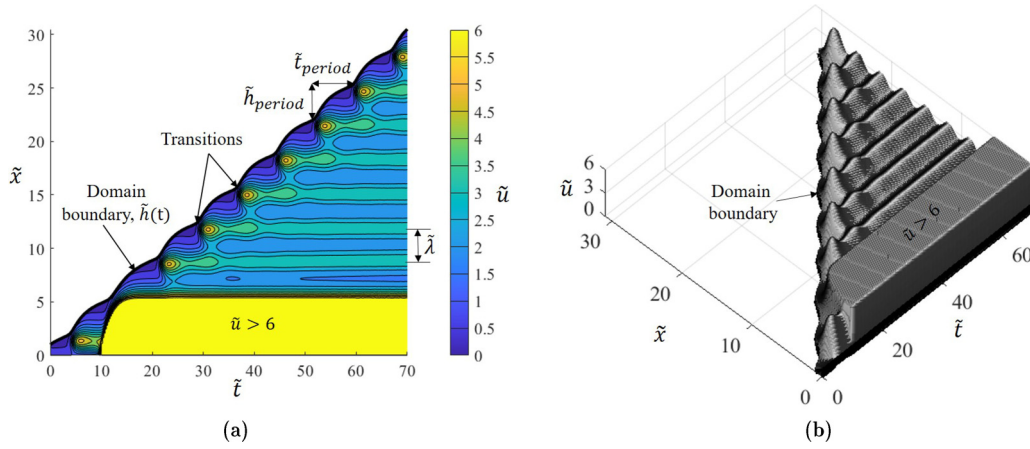 30
25
20
15
10
5
0
x̃
0
10
20
30
40
50
60
70
t̃
t̃period
h̃period
Transitions
Domain
boundary, h̃(t)
λ̃
ũ > 6
6
5.5
5
4.5
4
3.5
3
2.5
2
1.5
1
0.5
0
ũ
(a)
6
3
0
ũ
30
20
10
0
x̃
0
20
40
60
t̃
Domain
boundary
ũ > 6
(b)